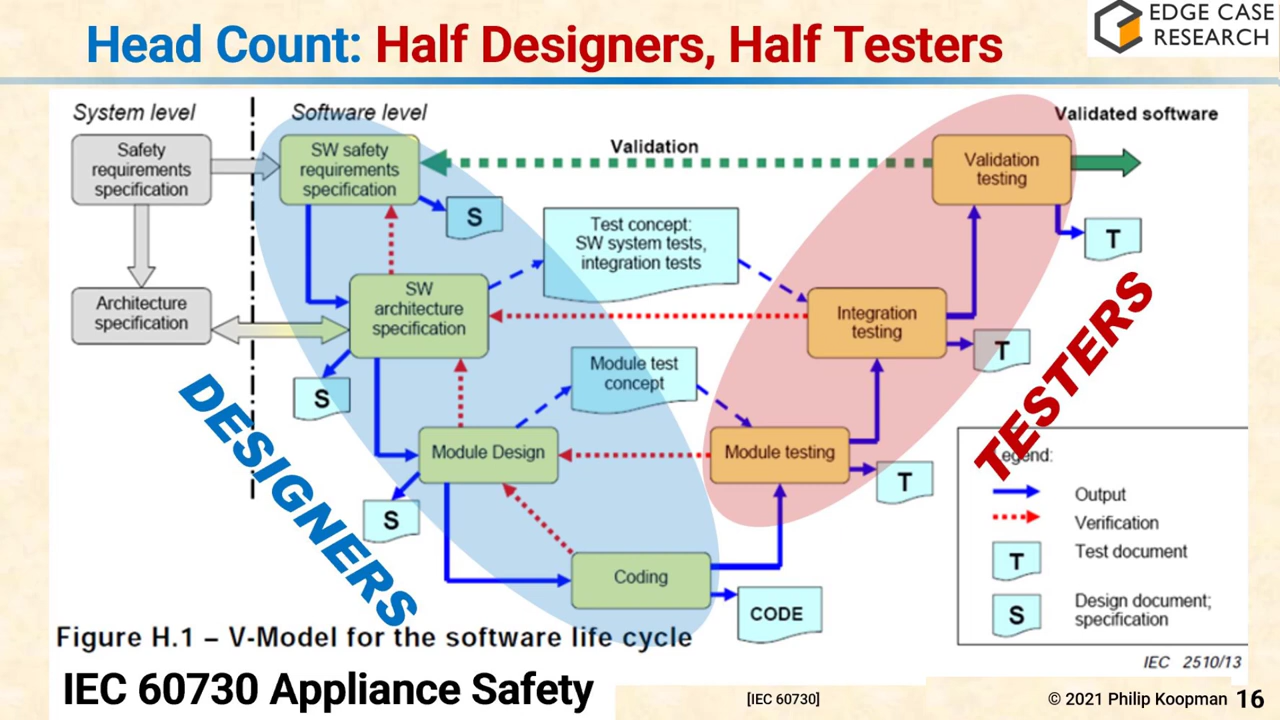 Head Count: Half Designers, Half Testers
EDGE CASE
RESEARCH
System level
Software level
Validated software
Safety
requirements
specification
SW safety
requirements
specification
Validation
Validation
testing
S
Test concept:
SW system tests,
integration tests
T
Architecture
specification
SW
architecture
specification
Integration
testing
T
S
Module test
concept
DESIGNERS
TESTERS
Module Design
Module testing
T
S
Coding
CODE
egend:
Output
Verification
T
Test document
S
Design document;
specification
Figure H.1 – V-Model for the software life cycle
IEC 2510/13
IEC 60730 Appliance Safety
[IEC 60730]
© 2021 Philip Koopman 16